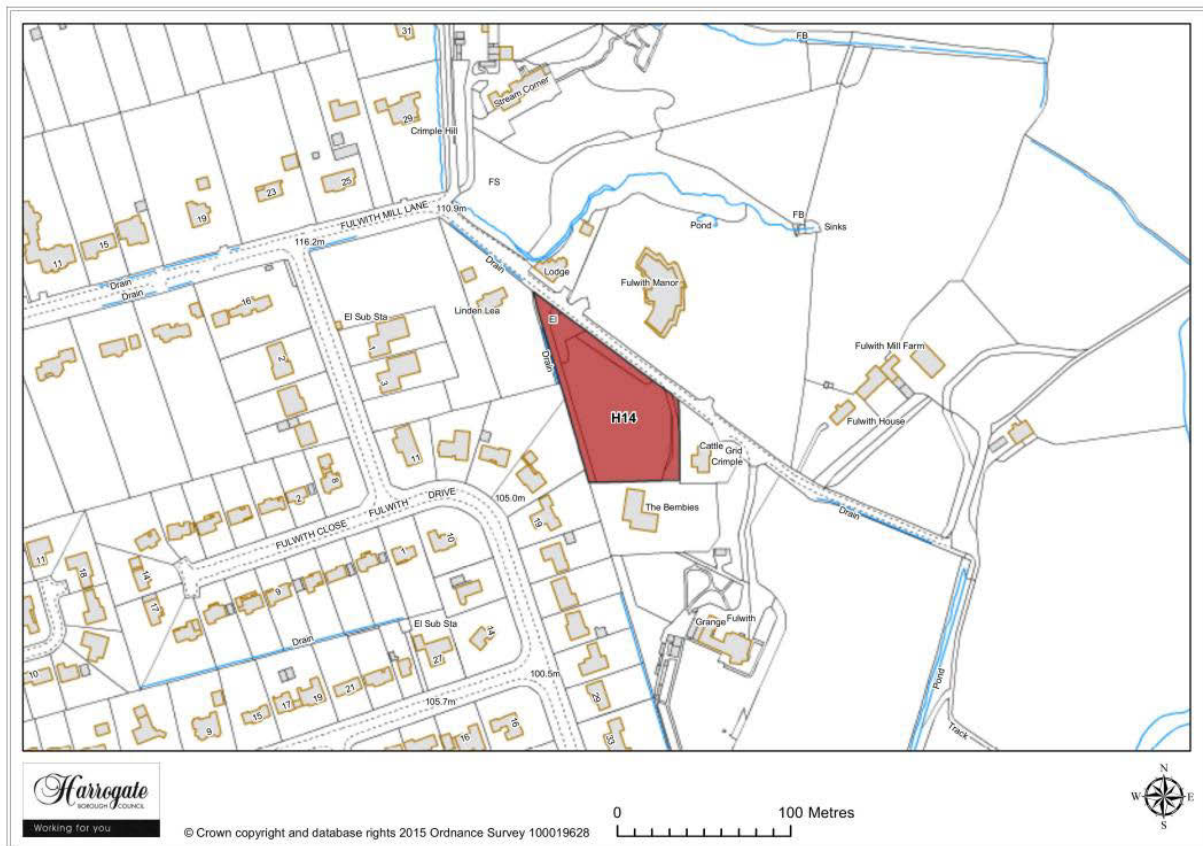 31
FB
Stream Corner
29
Crimple Hill
FS
25
23
19
15
11
FULWITH MILL LANE
110.9m
116.2m
Drain
Drain
Drain
Pond
FB
Sinks
Lodge
Fulwith Manor
Linden Lea
El Sub Sta
16
1
2
3
El
Drain
H14
Fulwith Mill Farm
Fulwith House
Cattle
Grid
Crimple
11
8
2
19
105.0m
The Bembies
FULWITH CLOSE
FULWITH DRIVE
1
10
9
11
18
14
17
Drain
Drain
El Sub Sta
14
27
Grange
Fulwith
10
21
19
17
15
9
105.7m
100.5m
29
16
16
33
Pond
Track
Harrogate
BOROUGH COUNCIL
Working for you
© Crown copyright and database rights 2015 Ordnance Survey 100019628
0 100 Metres
N
W E
S